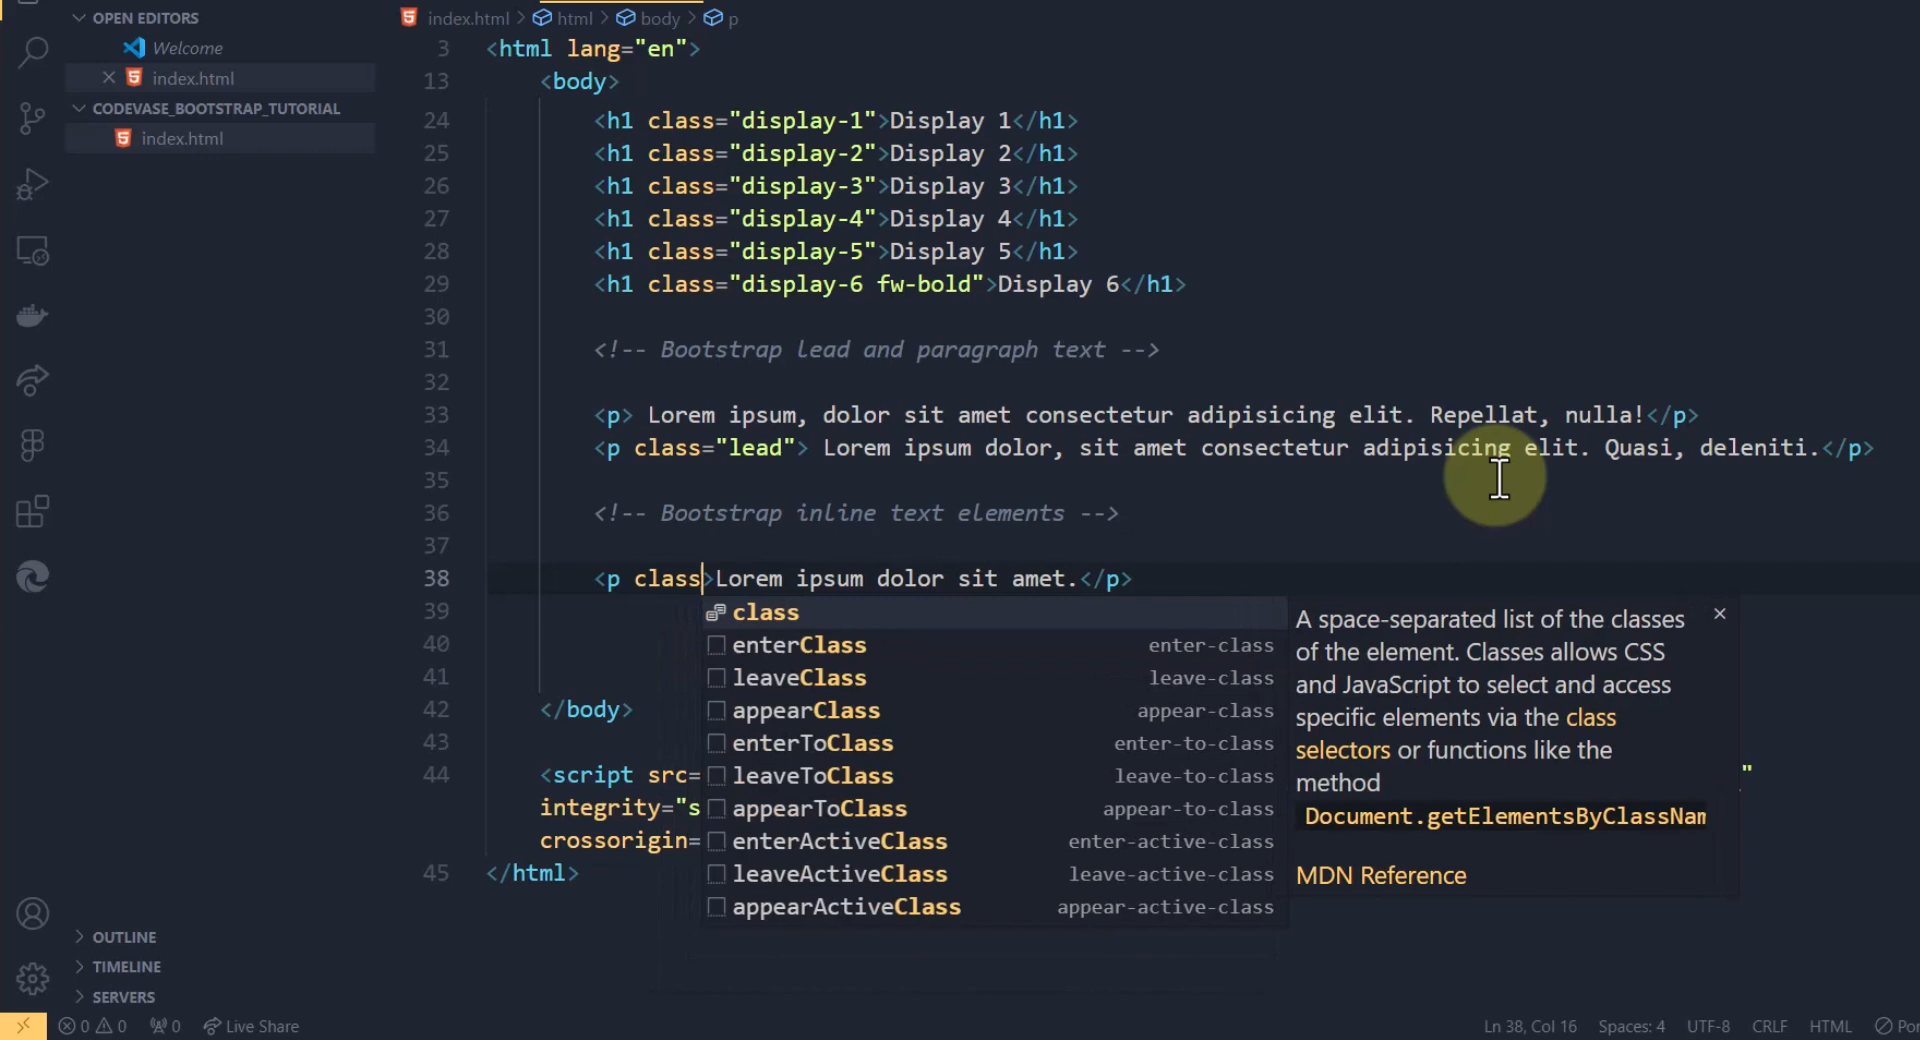 OPEN EDITORS
Welcome
index.html
CODEVASE_BOOTSTRAP_TUTORIAL
index.html
OUTLINE
TIMELINE
SERVERS
index.html > html > body > p
3 <html lang="en">
13 <body>
24 <h1 class="display-1">Display 1</h1>
25 <h1 class="display-2">Display 2</h1>
26 <h1 class="display-3">Display 3</h1>
27 <h1 class="display-4">Display 4</h1>
28 <h1 class="display-5">Display 5</h1>
29 <h1 class="display-6 fw-bold">Display 6</h1>
30
31 <!-- Bootstrap lead and paragraph text -->
32
33 <p> Lorem ipsum, dolor sit amet consectetur adipisicing elit. Repellat, nulla!</p>
34 <p class="lead"> Lorem ipsum dolor, sit amet consectetur adipisicing elit. Quasi, deleniti.</p>
35
36 <!-- Bootstrap inline text elements -->
37
38 <p class>Lorem ipsum dolor sit amet.</p>
39
40
41
42 </body>
43
44 <script src= "
integrity="s
crossorigin=
45 </html>
class
enterClass enter-class
leaveClass leave-class
appearClass appear-class
enterToClass enter-to-class
leaveToClass leave-to-class
appearToClass appear-to-class
enterActiveClass enter-active-class
leaveActiveClass leave-active-class
appearActiveClass appear-active-class
A space-separated list of the classes
of the element. Classes allows CSS
and JavaScript to select and access
specific elements via the class
selectors or functions like the
method
Document.getElementsByClassNam
MDN Reference
0 0 0 Live Share Ln 38, Col 16 Spaces: 4 UTF-8 CRLF HTML Por